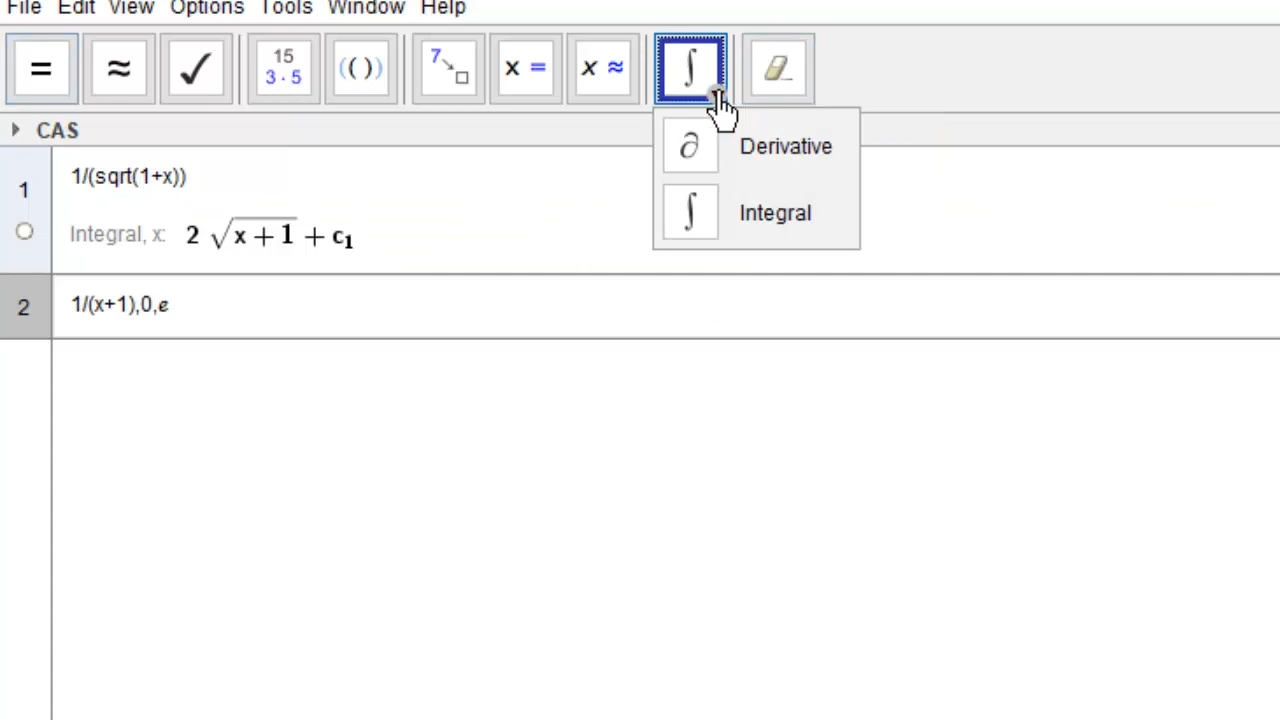 File Edit View Options Tools Window Help
= ≈ ✓ 15 3·5 (( )) 7 x = x ≈ ∫
CAS
∂ Derivative
∫ Integral
1 1/(sqrt(1+x))
Integral, x: 2 √x + 1 + c₁
2 1/(x+1),0,ℯ